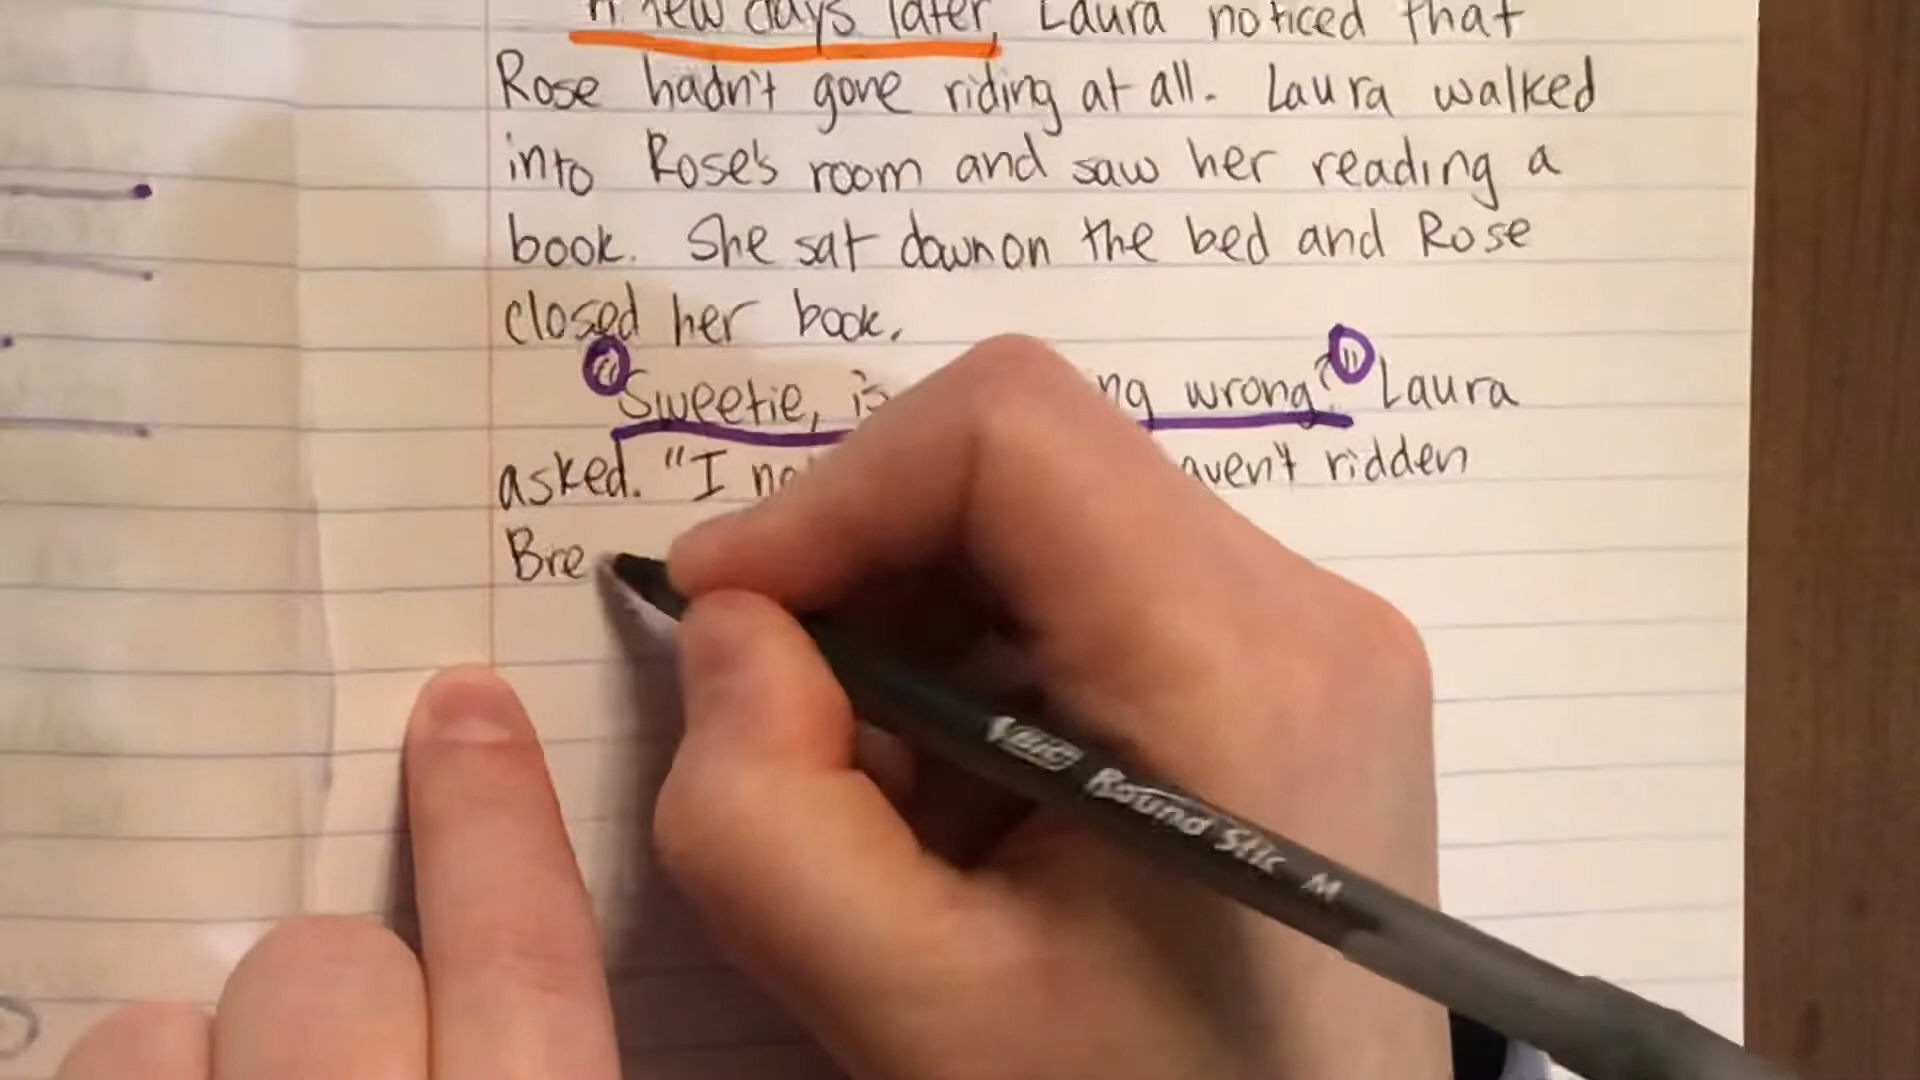 few days later, Laura noticed that
Rose hadn't gone riding at all. Laura walked
into Rose's room and saw her reading a
book. She sat down on the bed and Rose
closed her book.
"Sweetie, wrong?" Laura
asked. "I ridden
Bre
BIC Round Stic M